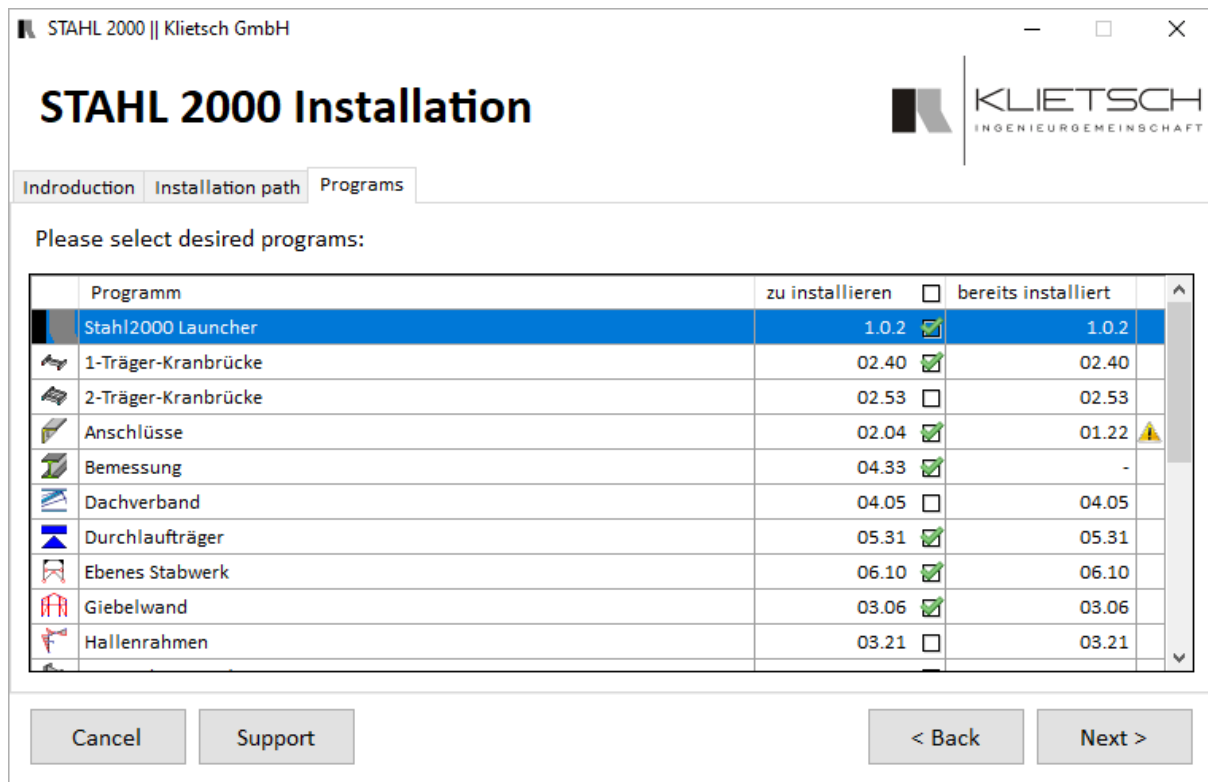 STAHL 2000 || Klietsch GmbH
STAHL 2000 Installation
KLIETSCH
INGENIEURGEMEINSCHAFT
Indroduction Installation path Programs
Please select desired programs:
Programm zu installieren bereits installiert
Stahl2000 Launcher 1.0.2 1.0.2
1-Träger-Kranbrücke 02.40 02.40
2-Träger-Kranbrücke 02.53 02.53
Anschlüsse 02.04 01.22
Bemessung 04.33 -
Dachverband 04.05 04.05
Durchlaufträger 05.31 05.31
Ebenes Stabwerk 06.10 06.10
Giebelwand 03.06 03.06
Hallenrahmen 03.21 03.21
Cancel Support < Back Next >